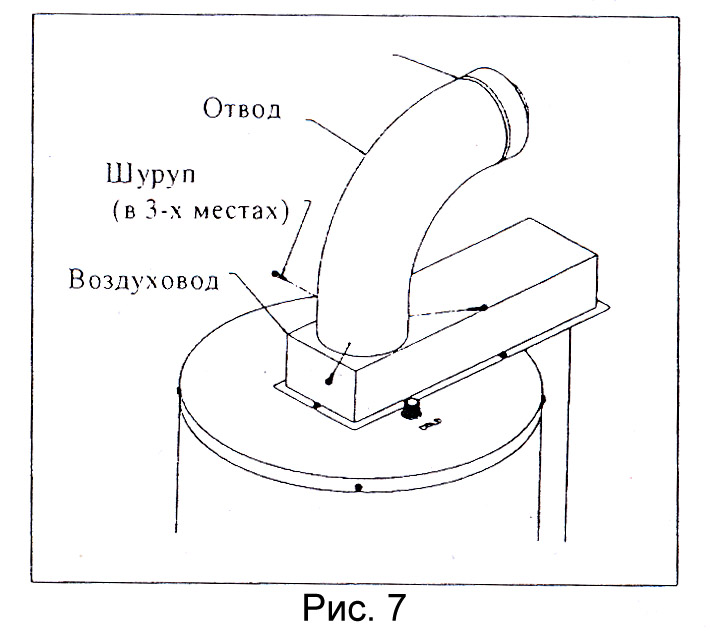 Отвод
Шуруп
(в 3-х местах)
Воздуховод
Рис. 7